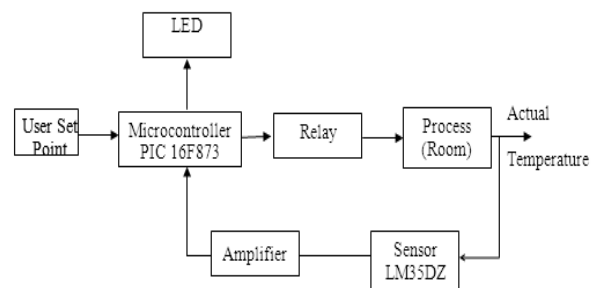 LED
User Set
Point
Microcontroller
PIC 16F873
Relay
Process
(Room)
Actual
Temperature
Amplifier
Sensor
LM35DZ